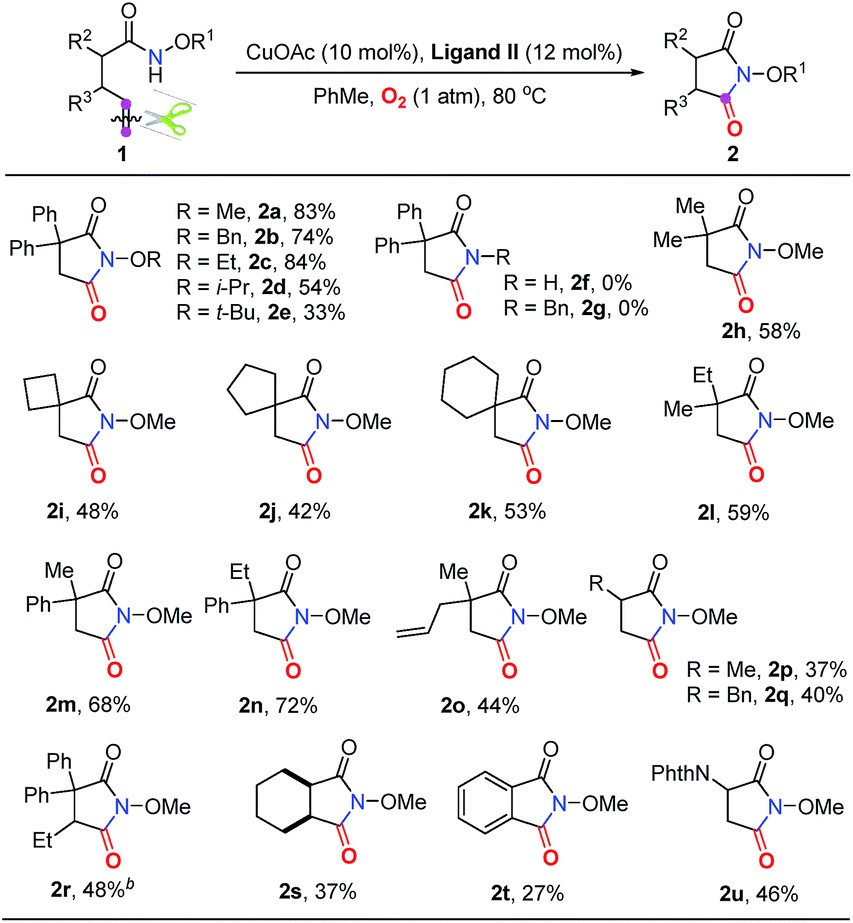 O
R² OR¹
N
H
R³
1
CuOAc (10 mol%), Ligand II (12 mol%)
PhMe, O₂ (1 atm), 80 °C
O
R²
N–OR¹
R³
O
2
Ph O
Ph
N–OR
O
R = Me, 2a, 83%
R = Bn, 2b, 74%
R = Et, 2c, 84%
R = i-Pr, 2d, 54%
R = t-Bu, 2e, 33%
Ph O
Ph
N–R
O
R = H, 2f, 0%
R = Bn, 2g, 0%
Me O
Me
N–OMe
O
2h, 58%
O
N–OMe
O
2i, 48%
O
N–OMe
O
2j, 42%
O
N–OMe
O
2k, 53%
Et O
Me
N–OMe
O
2l, 59%
Me O
Ph
N–OMe
O
2m, 68%
Et O
Ph
N–OMe
O
2n, 72%
Me O
N–OMe
O
2o, 44%
R O
N–OMe
O
R = Me, 2p, 37%
R = Bn, 2q, 40%
Ph O
Ph
N–OMe
Et
O
2r, 48%ᵇ
O
N–OMe
O
2s, 37%
O
N–OMe
O
2t, 27%
PhthN O
N–OMe
O
2u, 46%